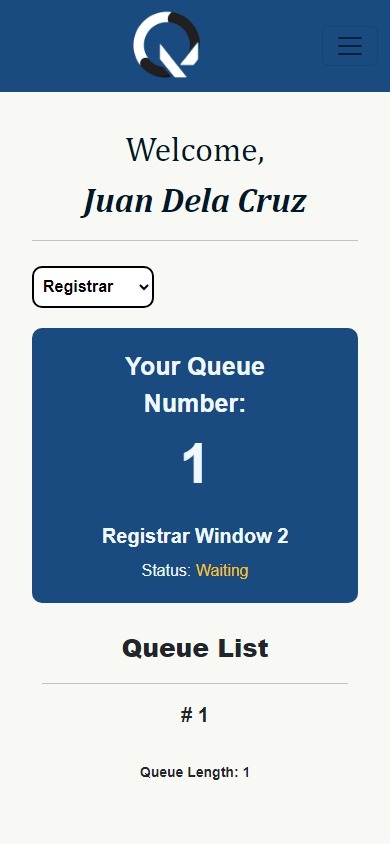 Welcome,
Juan Dela Cruz
Registrar
Your Queue
Number:
1
Registrar Window 2
Status: Waiting
Queue List
# 1
Queue Length: 1